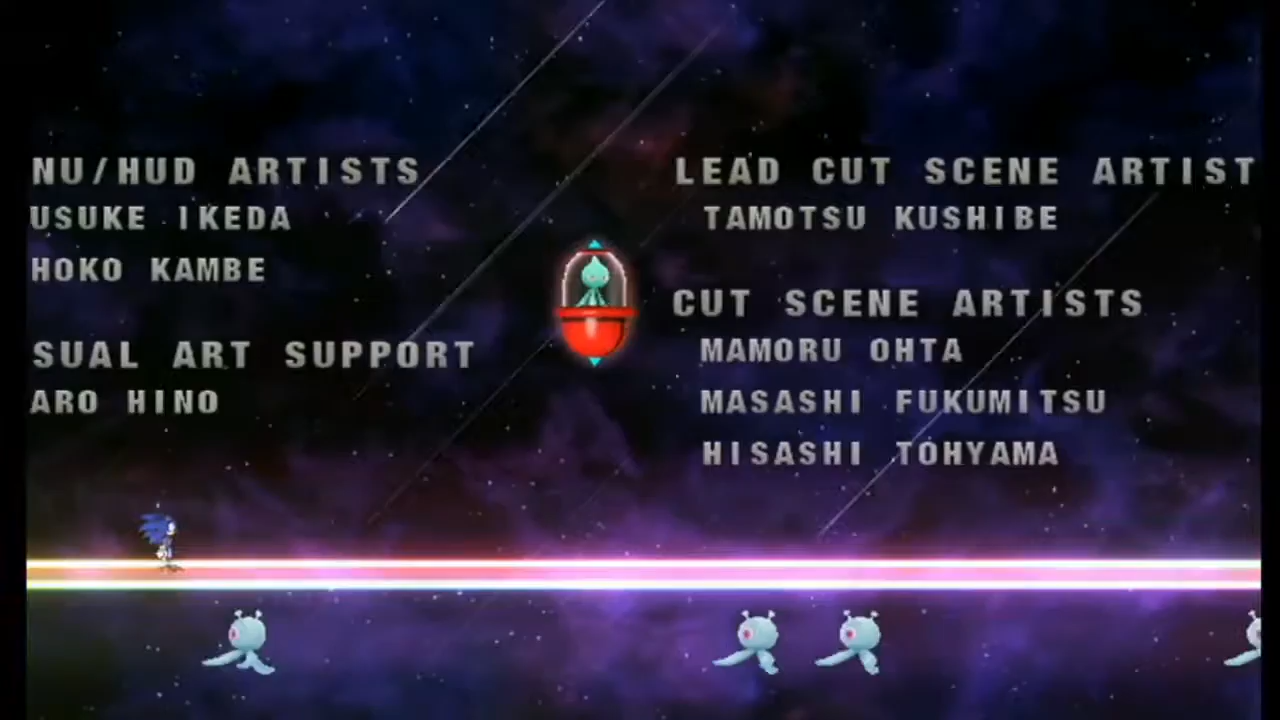 NU/HUD ARTISTS
USUKE IKEDA
HOKO KAMBE
SUAL ART SUPPORT
ARO HINO
LEAD CUT SCENE ARTIST
TAMOTSU KUSHIBE
CUT SCENE ARTISTS
MAMORU OHTA
MASASHI FUKUMITSU
HISASHI TOHYAMA